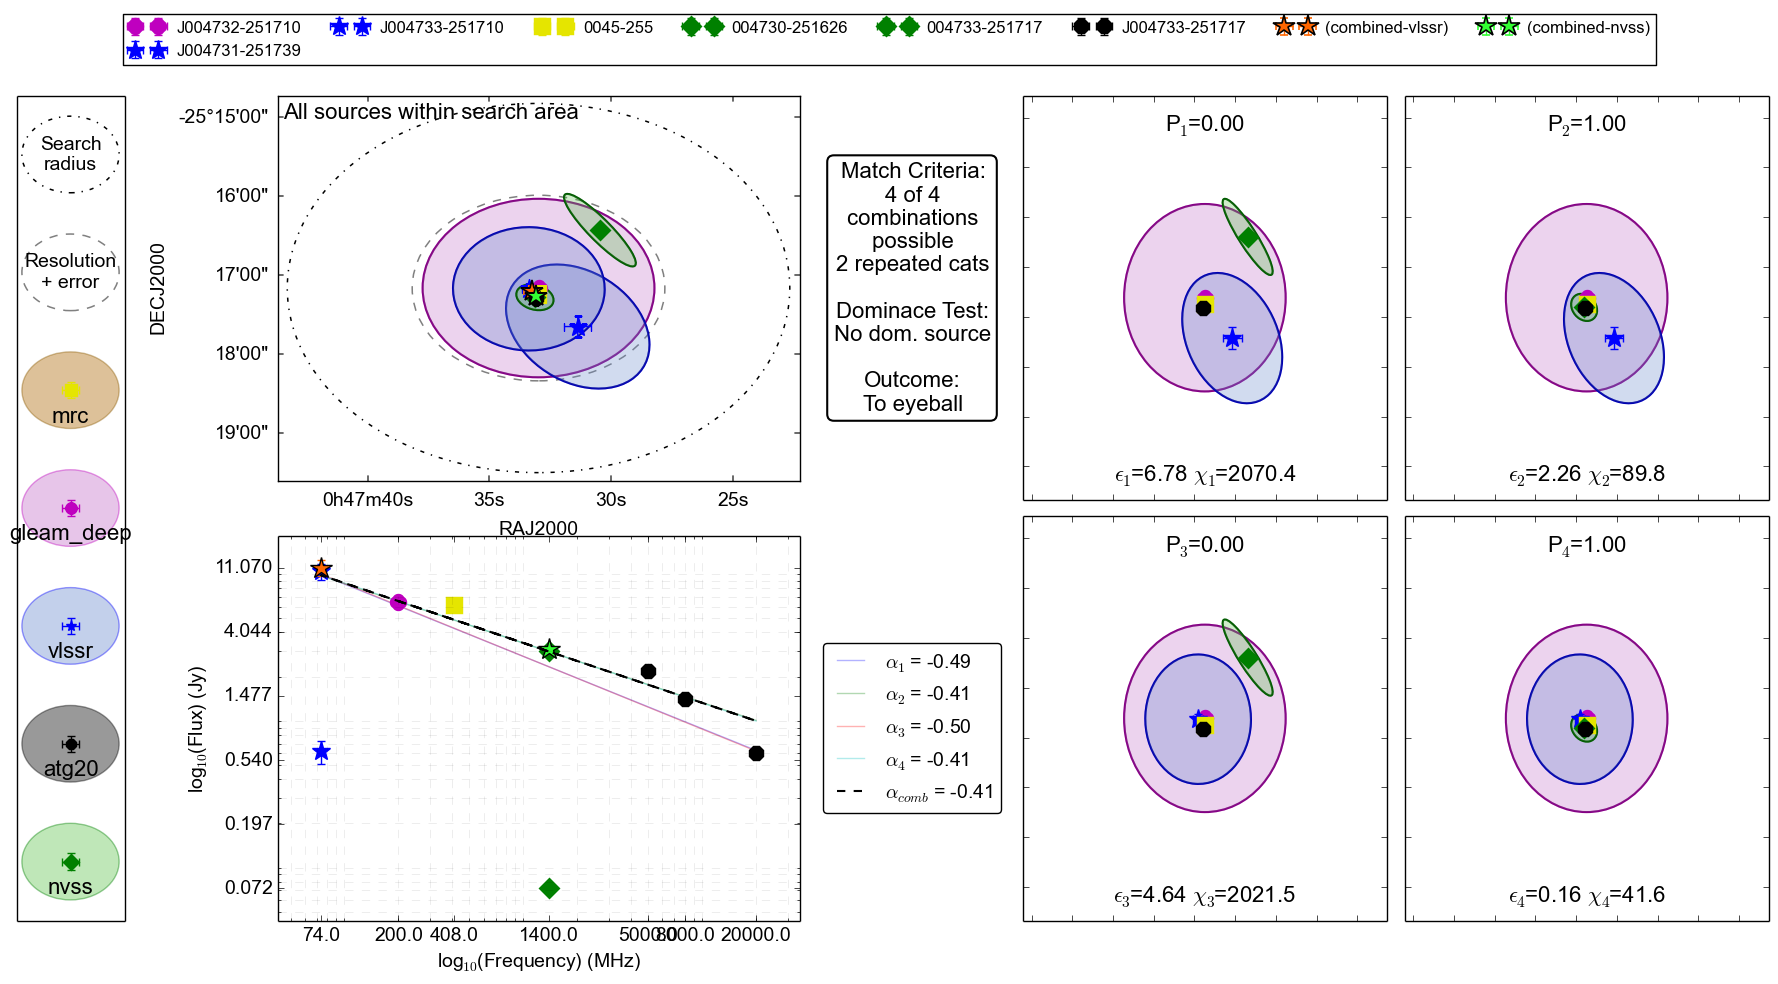 J004732-251710
J004733-251710
0045-255
004730-251626
004733-251717
J004733-251717
(combined-vlssr)
(combined-nvss)
J004731-251739
Search
radius
Resolution
+ error
mrc
gleam_deep
vlssr
atg20
nvss
All sources within search area
-25°15'00"
16'00"
17'00"
18'00"
19'00"
DECJ2000
0h47m40s
35s
30s
25s
RAJ2000
Match Criteria:
4 of 4
combinations
possible
2 repeated cats
Dominace Test:
No dom. source
Outcome:
To eyeball
P1=0.00
ϵ1=6.78 χ1=2070.4
P2=1.00
ϵ2=2.26 χ2=89.8
P3=0.00
ϵ3=4.64 χ3=2021.5
P4=1.00
ϵ4=0.16 χ4=41.6
11.070
4.044
1.477
0.540
0.197
0.072
log10(Flux) (Jy)
74.0
200.0
408.0
1400.0
5000.0
8000.0
20000.0
log10(Frequency) (MHz)
α1 = -0.49
α2 = -0.41
α3 = -0.50
α4 = -0.41
αcomb = -0.41